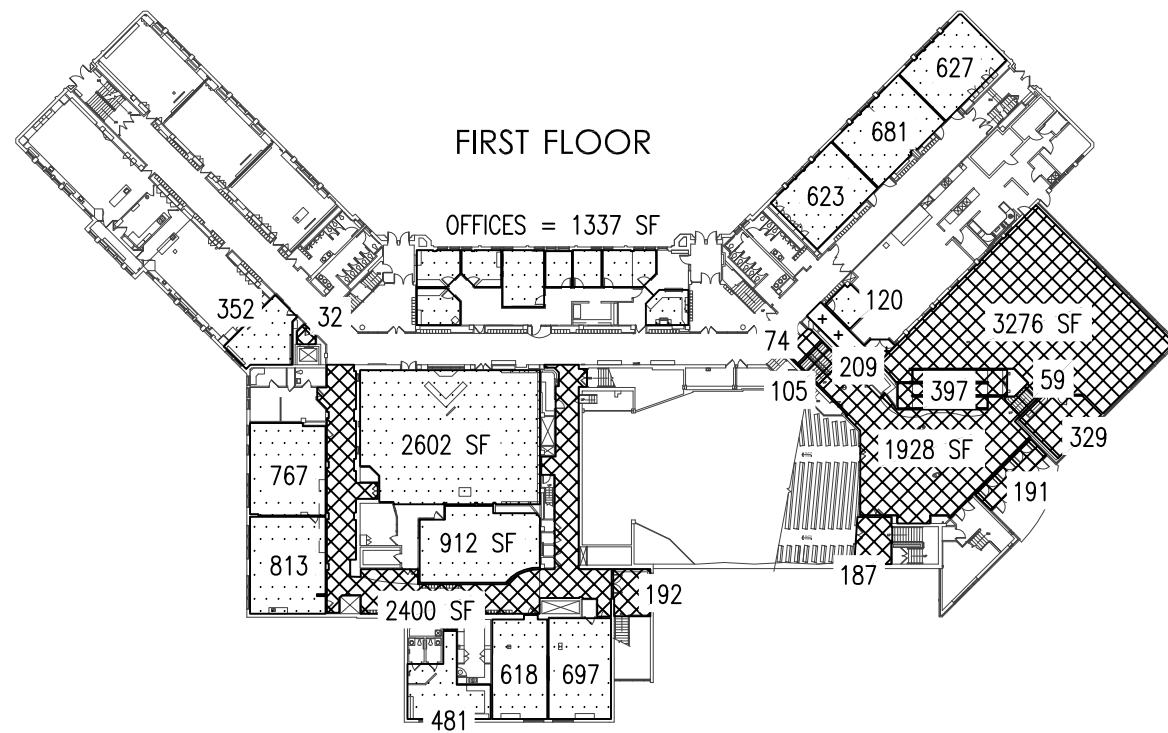 627
681
FIRST FLOOR
623
OFFICES = 1337 SF
352
32
120
74
3276 SF
209
105
397
59
2602 SF
1928 SF
329
767
191
912 SF
813
187
192
2400 SF
618
697
481